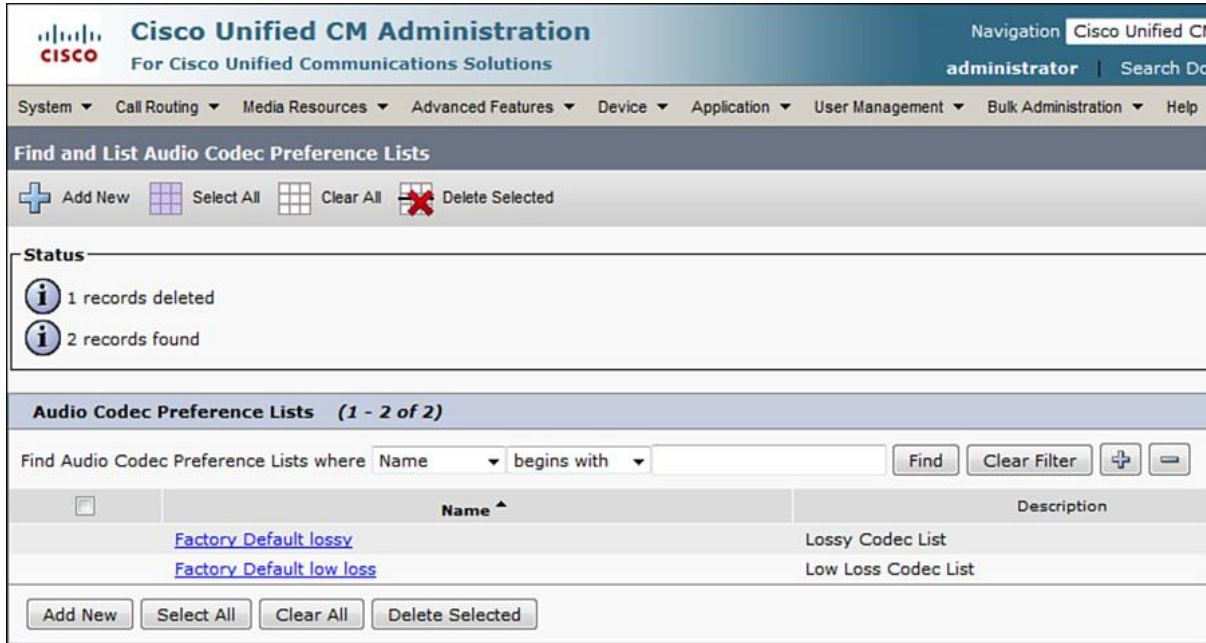 CISCO
Cisco Unified CM Administration
For Cisco Unified Communications Solutions
Navigation Cisco Unified CM
administrator | Search Do
System Call Routing Media Resources Advanced Features Device Application User Management Bulk Administration Help
Find and List Audio Codec Preference Lists
Add New Select All Clear All Delete Selected
Status
1 records deleted
2 records found
Audio Codec Preference Lists (1 - 2 of 2)
Find Audio Codec Preference Lists where Name begins with Find Clear Filter
Name Description
Factory Default lossy Lossy Codec List
Factory Default low loss Low Loss Codec List
Add New Select All Clear All Delete Selected